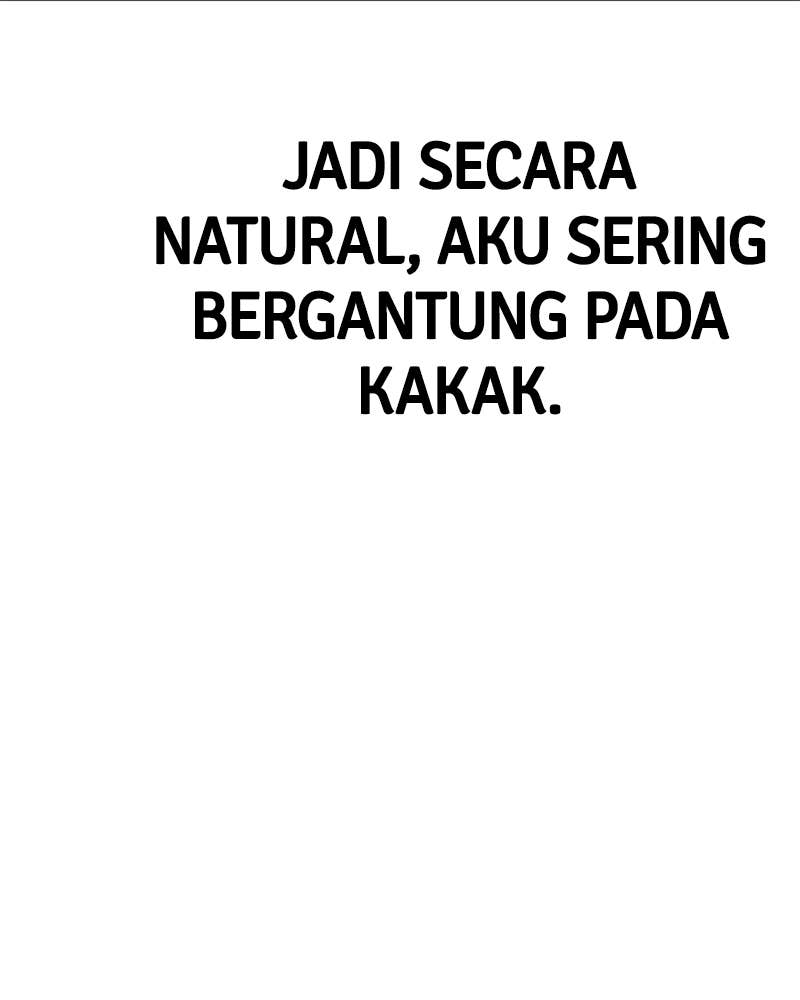 JADI SECARA
NATURAL, AKU SERING
BERGANTUNG PADA
KAKAK.